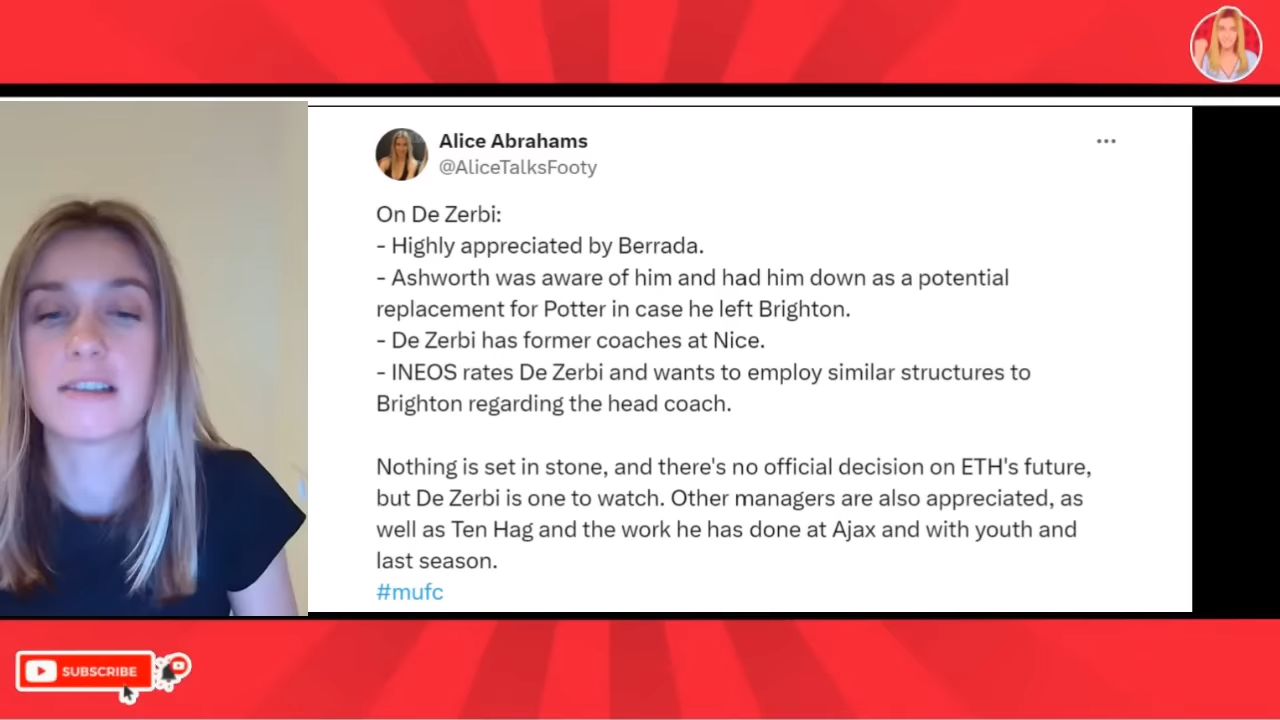 Alice Abrahams
@AliceTalksFooty
On De Zerbi:
- Highly appreciated by Berrada.
- Ashworth was aware of him and had him down as a potential
replacement for Potter in case he left Brighton.
- De Zerbi has former coaches at Nice.
- INEOS rates De Zerbi and wants to employ similar structures to
Brighton regarding the head coach.
Nothing is set in stone, and there's no official decision on ETH's future,
but De Zerbi is one to watch. Other managers are also appreciated, as
well as Ten Hag and the work he has done at Ajax and with youth and
last season.
#mufc
SUBSCRIBE